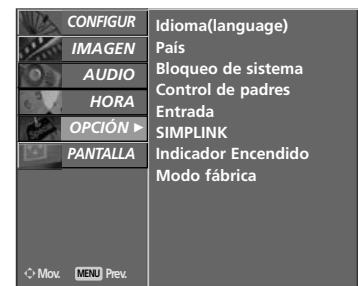 CONFIGUR
IMAGEN
AUDIO
HORA
OPCIÓN ►
PANTALLA
Mov. MENU Prev.
Idioma(language)
País
Bloqueo de sistema
Control de padres
Entrada
SIMPLINK
Indicador Encendido
Modo fábrica